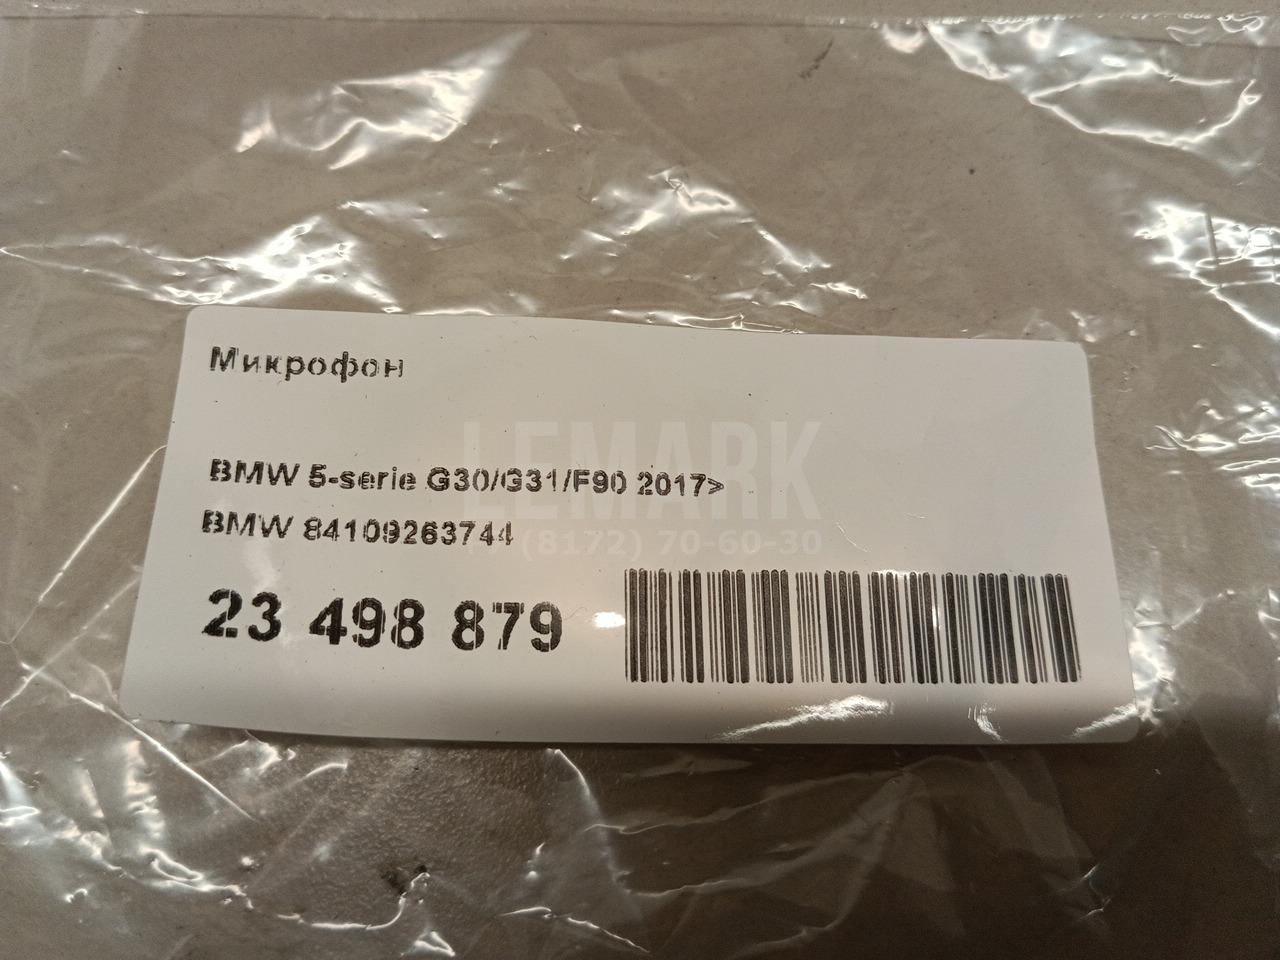 Микрофон
LEMARK
BMW 5-serie G30/G31/F90 2017>
BMW 84109263744
(8172) 70-60-30
23 498 879